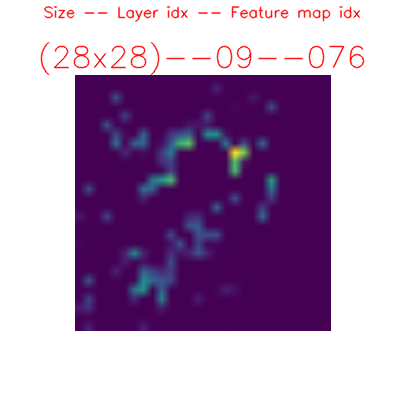 Size -- Layer idx -- Feature map idx
(28x28)--09--076